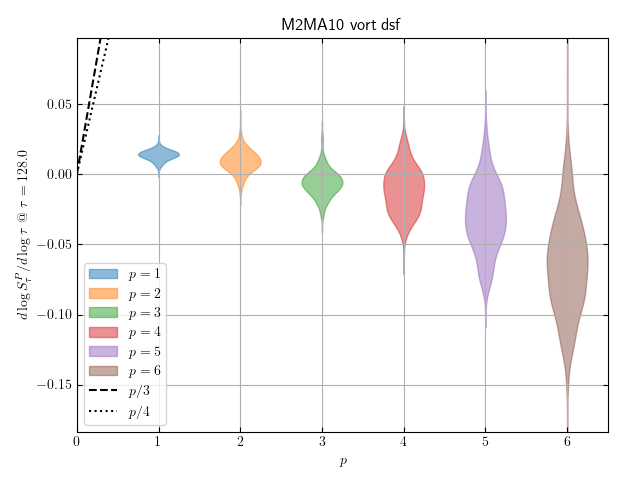 M2MA10 vort dsf
d log S_τ^P / d log τ @ τ = 128.0
0.05
0.00
−0.05
−0.10
−0.15
p = 1
p = 2
p = 3
p = 4
p = 5
p = 6
p/3
p/4
0 1 2 3 4 5 6
p